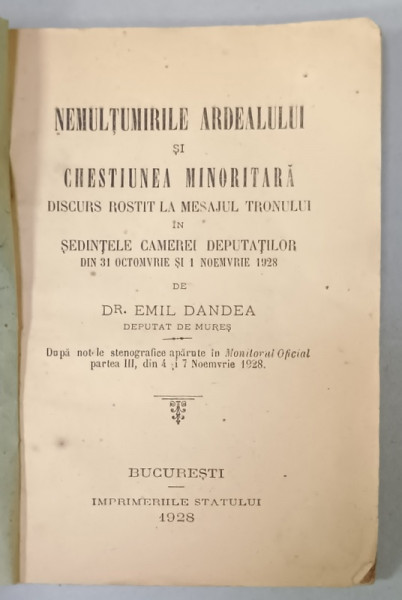 NEMULȚUMIRILE ARDEALULUI
ȘI
CHESTIUNEA MINORITARĂ
DISCURS ROSTIT LA MESAJUL TRONULUI
ÎN
ȘEDINȚELE CAMEREI DEPUTAȚILOR
DIN 31 OCTOMVRIE ȘI 1 NOEMVRIE 1928
DE
DR. EMIL DANDEA
DEPUTAT DE MUREȘ
După notele stenografice apărute în Monitorul Oficial
partea III, din 4 și 7 Noemvrie 1928.
BUCUREȘTI
IMPRIMERIILE STATULUI
1928